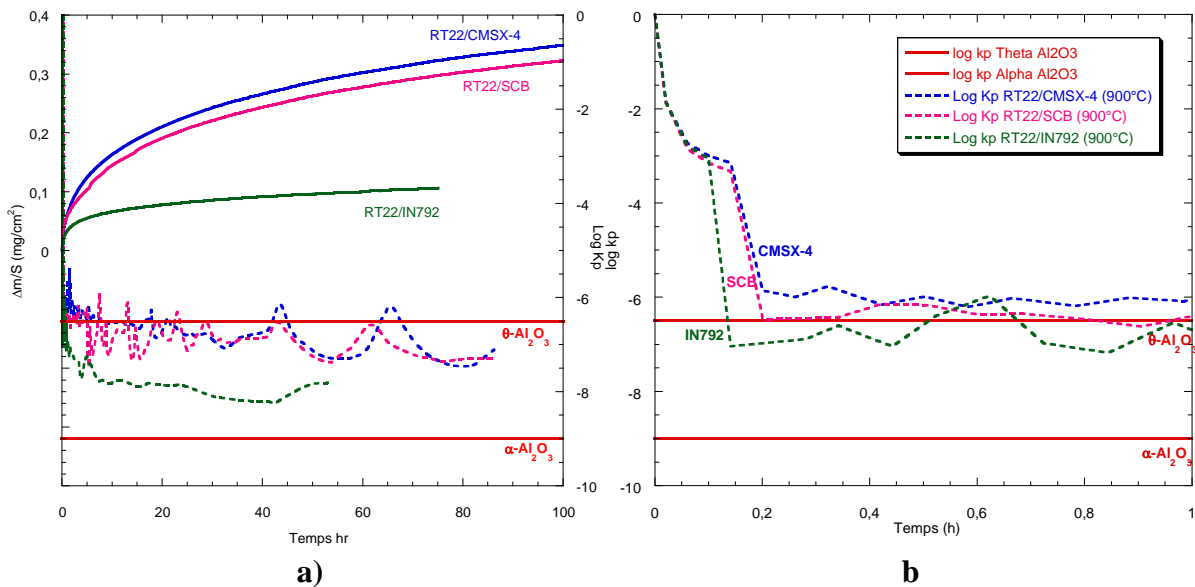 0,4
0,3
0,2
0,1
0
Δm/S (mg/cm²)
RT22/CMSX-4
RT22/SCB
RT22/IN792
θ-Al₂O₃
α-Al₂O₃
0
-2
-4
-6
-8
-10
Log Kp
0 20 40 60 80 100
Temps hr
a)
log kp
0
-2
-4
-6
-8
-10
log kp Theta Al2O3
log kp Alpha Al2O3
Log Kp RT22/CMSX-4 (900°C)
Log Kp RT22/SCB (900°C)
Log kp RT22/IN792 (900°C)
CMSX-4
SCB
IN792
θ-Al₂O₃
α-Al₂O₃
0 0,2 0,4 0,6 0,8 1
Temps (h)
b